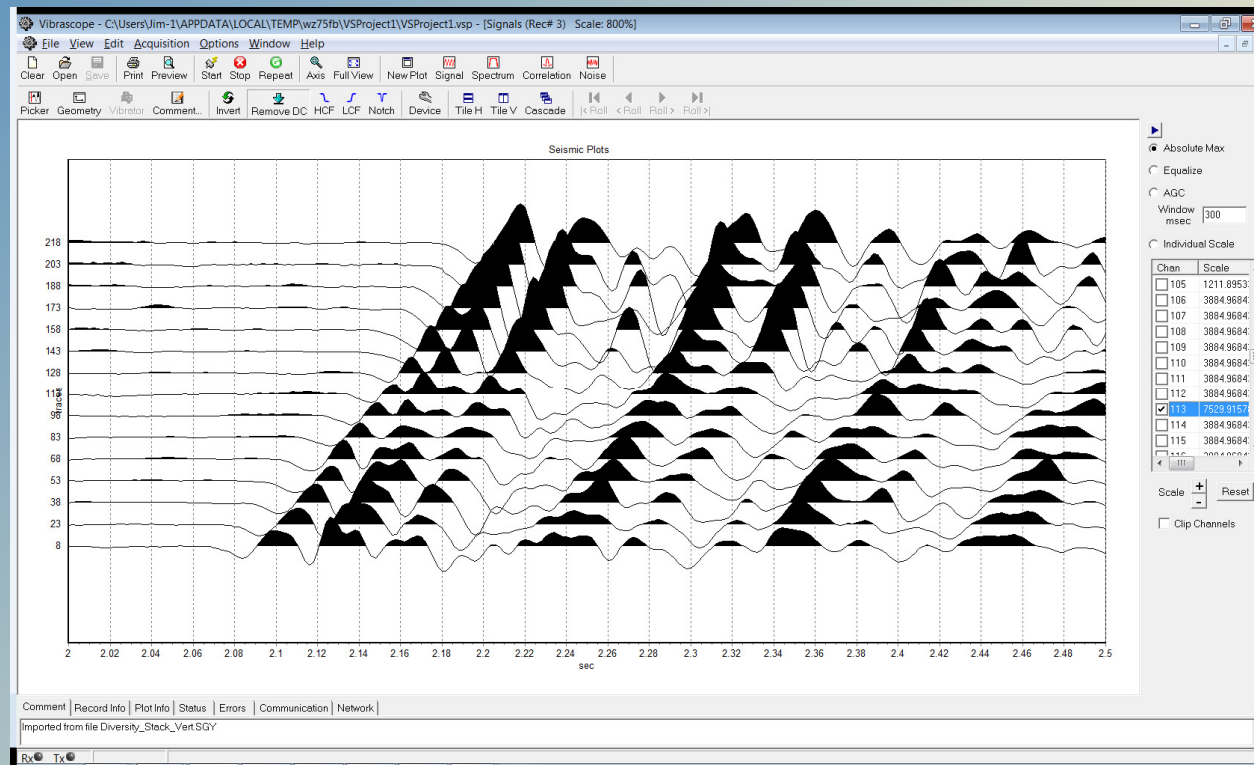 Vibrascope - C:\Users\Jim-1\APPDATA\LOCAL\TEMP\wz75fb\VSProject1\VSProject1.vsp - [Signals (Rec# 3) Scale: 800%]
File View Edit Acquisition Options Window Help
Clear Open Save Print Preview Start Stop Repeat Axis Full View New Plot Signal Spectrum Correlation Noise
Picker Geometry Vibrator Comment... Invert Remove DC HCF LCF Notch Device Tile H Tile V Cascade |< Roll < Roll Roll > Roll >|
Seismic Plots
218
203
188
173
158
143
128
98
83
68
53
38
23
8
2 2.02 2.04 2.06 2.08 2.1 2.12 2.14 2.16 2.18 2.2 2.22 2.24 2.26 2.28 2.3 2.32 2.34 2.36 2.38 2.4 2.42 2.44 2.46 2.48 2.5
sec
Absolute Max
Equalize
AGC
Window msec 300
Individual Scale
Chan Scale
105 1211.8953
106 3884.9684
107 3884.9684
108 3884.9684
109 3884.9684
110 3884.9684
111 3884.9684
112 3884.9684
113 7529.9157
114 3884.9684
115 3884.9684
Scale + - Reset
Clip Channels
Comment Record Info Plot Info Status Errors Communication Network
Imported from file Diversity_Stack_Vert.SGY
Rx Tx